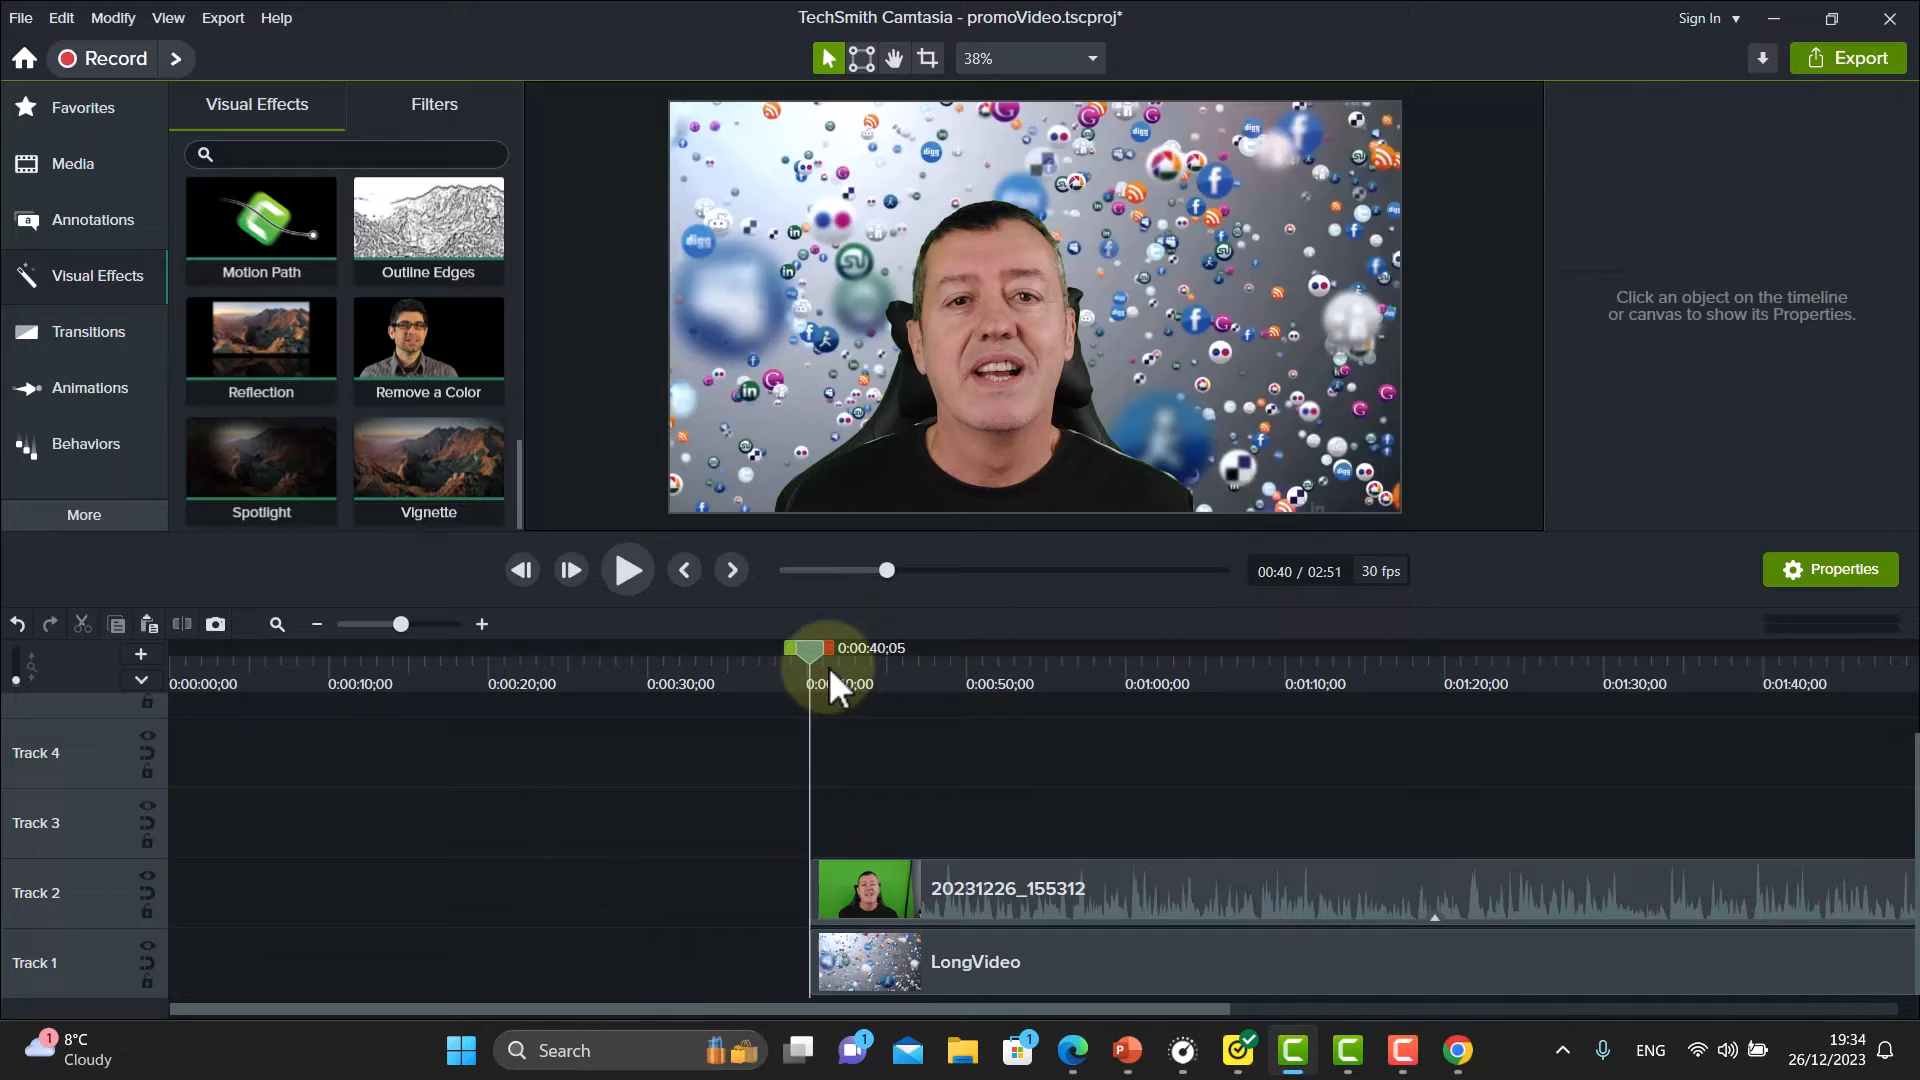 File Edit Modify View Export Help
TechSmith Camtasia - promoVideo.tscproj*
Sign In
Record
38%
Export
Favorites
Media
Annotations
Visual Effects
Transitions
Animations
Behaviors
More
Visual Effects Filters
Motion Path Outline Edges
Reflection Remove a Color
Spotlight Vignette
Click an object on the timeline
or canvas to show its Properties.
00:40 / 02:51 30 fps
Properties
0:00:40;05
0:00:00;00 0:00:10;00 0:00:20;00 0:00:30;00 0:00:50;00 0:01:00;00 0:01:10;00 0:01:20;00 0:01:30;00 0:01:40;00
Track 4
Track 3
Track 2
20231226_155312
Track 1
LongVideo
1
8°C
Cloudy
Search
1
1
ENG
19:34
26/12/2023